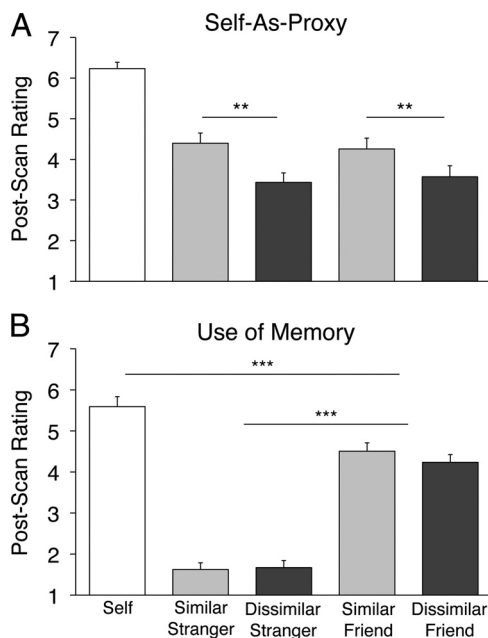 A
Self-As-Proxy
Post-Scan Rating
7
6
5
4
3
2
1
**
**
B
Use of Memory
Post-Scan Rating
7
6
5
4
3
2
1
***
***
Self
Similar
Stranger
Dissimilar
Stranger
Similar
Friend
Dissimilar
Friend